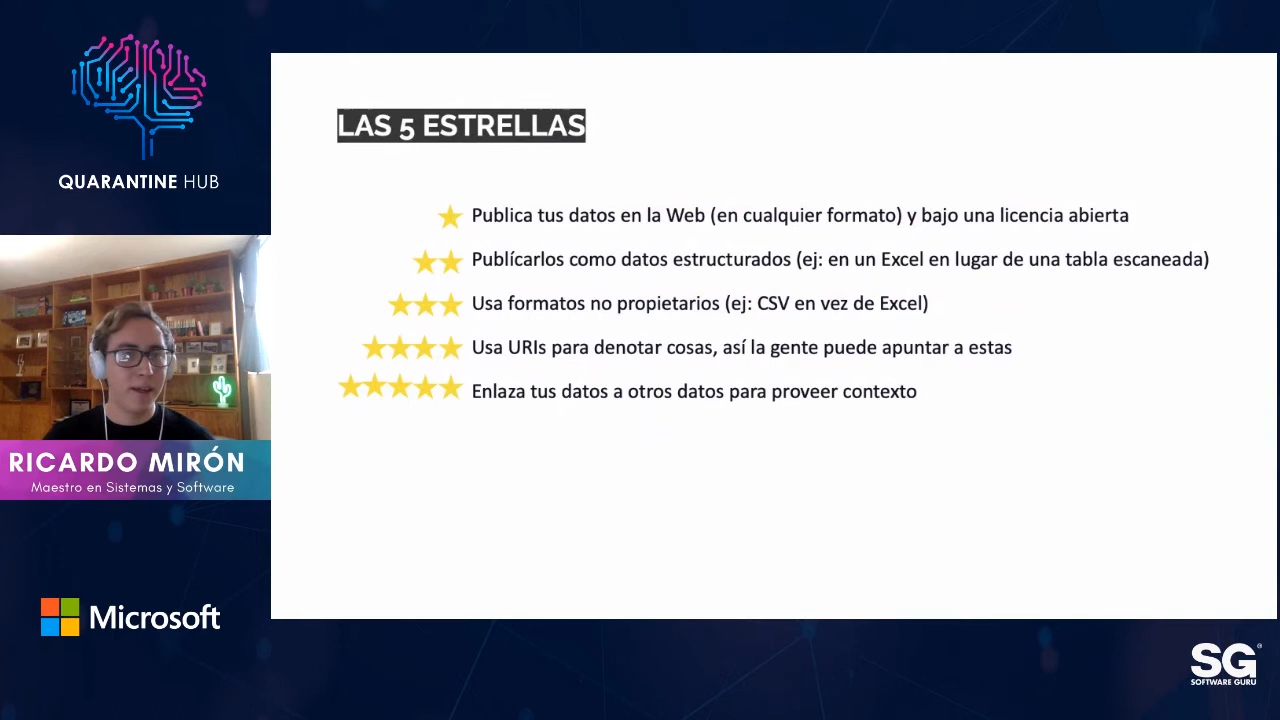 QUARANTINE HUB
LAS 5 ESTRELLAS
Publica tus datos en la Web (en cualquier formato) y bajo una licencia abierta
Publícarlos como datos estructurados (ej: en un Excel en lugar de una tabla escaneada)
Usa formatos no propietarios (ej: CSV en vez de Excel)
Usa URIs para denotar cosas, así la gente puede apuntar a estas
Enlaza tus datos a otros datos para proveer contexto
RICARDO MIRÓN
Maestro en Sistemas y Software
Microsoft
SG®
SOFTWARE GURU